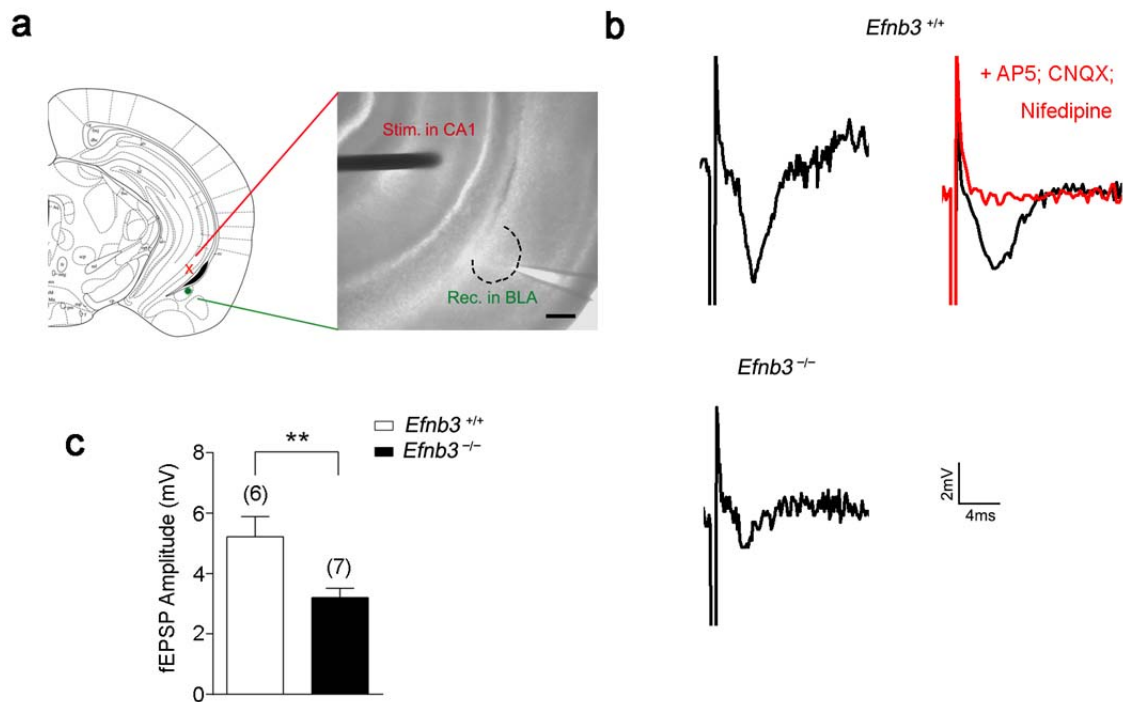 a
Stim. in CA1
Rec. in BLA
b
Efnb3 +/+
+ AP5; CNQX;
Nifedipine
Efnb3 −/−
2mV
4ms
c
Efnb3 +/+
Efnb3 −/−
**
fEPSP Amplitude (mV)
8
6
4
2
0
(6)
(7)
X